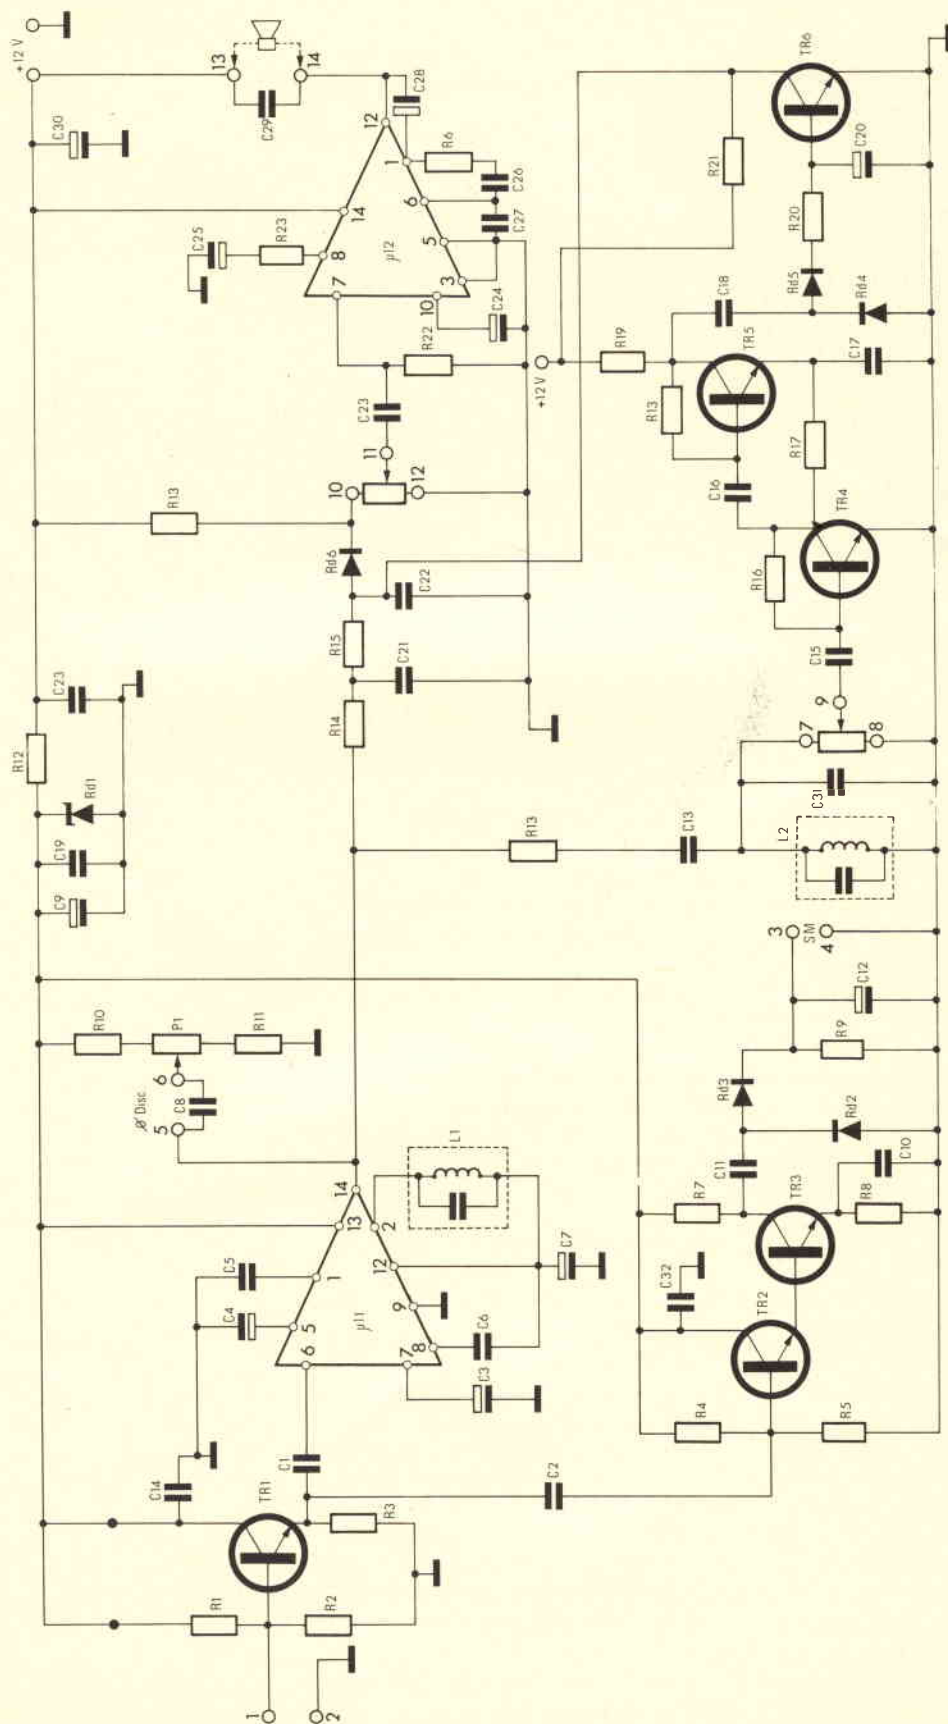 +12 V
C30
13
14
C29
C28
12
1
R6
14
6
C26
C27
5
3
µI2
8
R23
C25
7
10
C24
R22
C23
11
10
12
R13
Rd6
C22
R15
C21
R14
R12
C23
Rd1
C19
C9
R10
P1
R11
6
Ø Disc
5
C8
L1
14
2
13
12
1
9
5
µI1
8
6
7
C5
C4
C7
C6
C3
C1
C14
TR1
R3
R1
R2
1
2
C2
R4
R5
TR2
C32
TR3
R7
R8
C10
C11
Rd2
Rd3
R9
C12
3
SM
4
L2
R13
C13
C31
7
8
9
C15
R16
TR4
C16
R17
R13
TR5
C17
R19
+12 V
C18
Rd4
Rd5
R20
C20
R21
TR6